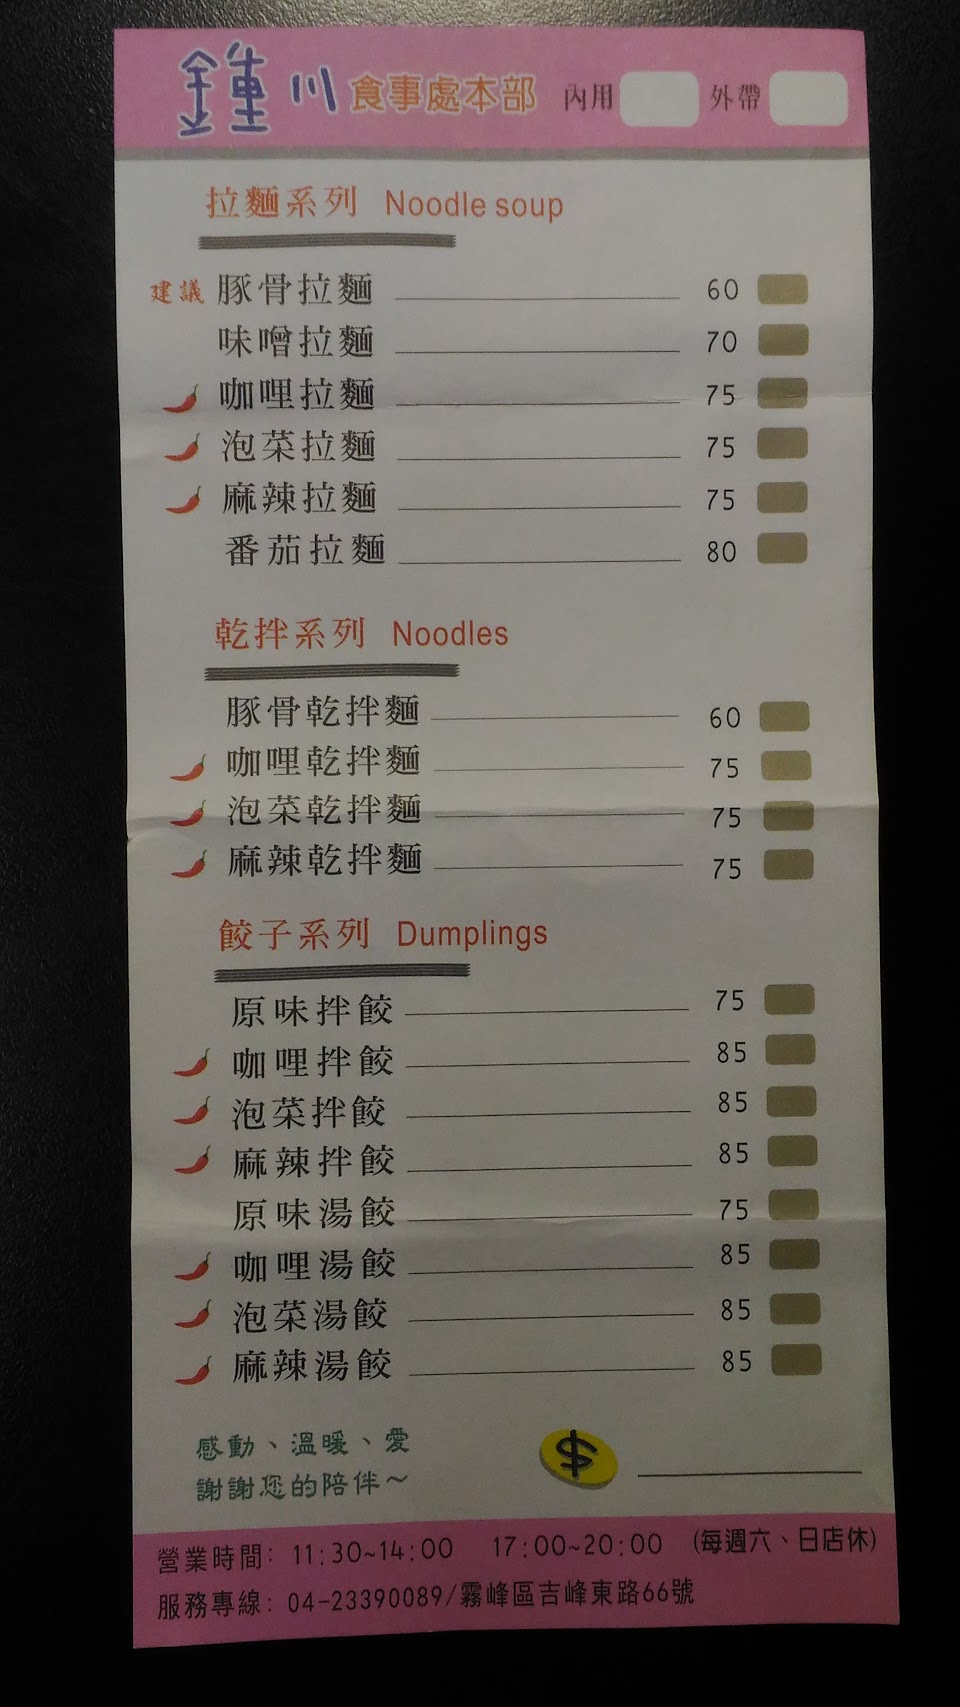 鍾川食事處本部 內用 外帶
拉麵系列 Noodle soup
建議 豚骨拉麵 60
味噌拉麵 70
咖哩拉麵 75
泡菜拉麵 75
麻辣拉麵 75
番茄拉麵 80
乾拌系列 Noodles
豚骨乾拌麵 60
咖哩乾拌麵 75
泡菜乾拌麵 75
麻辣乾拌麵 75
餃子系列 Dumplings
原味拌餃 75
咖哩拌餃 85
泡菜拌餃 85
麻辣拌餃 85
原味湯餃 75
咖哩湯餃 85
泡菜湯餃 85
麻辣湯餃 85
感動、溫暖、愛
謝謝您的陪伴～
$
營業時間: 11:30~14:00 17:00~20:00 (每週六、日店休)
服務專線: 04-23390089/霧峰區吉峰東路66號